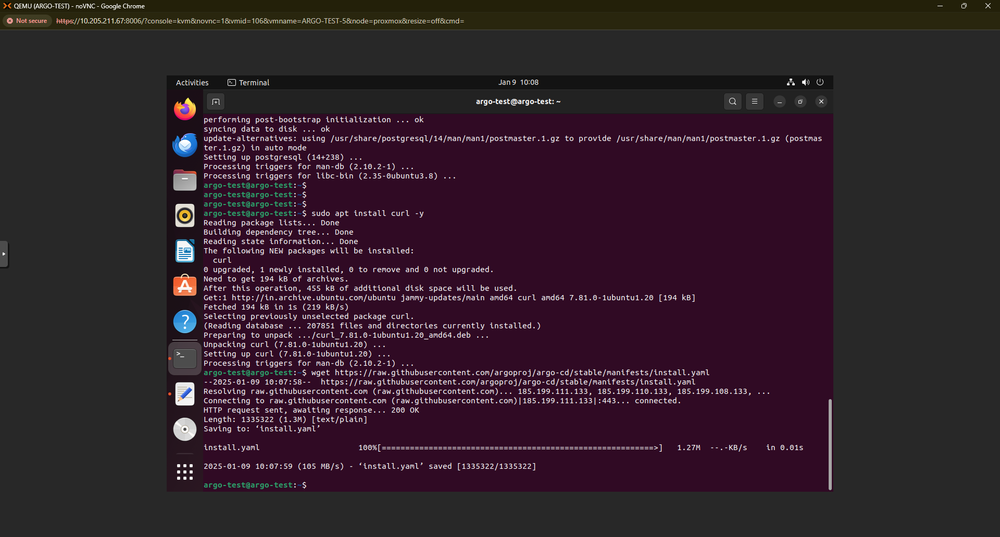 QEMU (ARGO-TEST) - noVNC - Google Chrome
Not secure https://10.205.211.67:8006/?console=kvm&novnc=1&vmid=106&vmname=ARGO-TEST-5&node=proxmox&resize=off&cmd=
Activities Terminal Jan 9 10:08
argo-test@argo-test: ~
performing post-bootstrap initialization ... ok
syncing data to disk ... ok
update-alternatives: using /usr/share/postgresql/14/man/man1/postmaster.1.gz to provide /usr/share/man/man1/postmaster.1.gz (postmas
ter.1.gz) in auto mode
Setting up postgresql (14+238) ...
Processing triggers for man-db (2.10.2-1) ...
Processing triggers for libc-bin (2.35-0ubuntu3.8) ...
argo-test@argo-test:~$
argo-test@argo-test:~$
argo-test@argo-test:~$
argo-test@argo-test:~$ sudo apt install curl -y
Reading package lists... Done
Building dependency tree... Done
Reading state information... Done
The following NEW packages will be installed:
curl
0 upgraded, 1 newly installed, 0 to remove and 0 not upgraded.
Need to get 194 kB of archives.
After this operation, 455 kB of additional disk space will be used.
Get:1 http://in.archive.ubuntu.com/ubuntu jammy-updates/main amd64 curl amd64 7.81.0-1ubuntu1.20 [194 kB]
Fetched 194 kB in 1s (219 kB/s)
Selecting previously unselected package curl.
(Reading database ... 207851 files and directories currently installed.)
Preparing to unpack .../curl_7.81.0-1ubuntu1.20_amd64.deb ...
Unpacking curl (7.81.0-1ubuntu1.20) ...
Setting up curl (7.81.0-1ubuntu1.20) ...
Processing triggers for man-db (2.10.2-1) ...
argo-test@argo-test:~$ wget https://raw.githubusercontent.com/argoproj/argo-cd/stable/manifests/install.yaml
--2025-01-09 10:07:58-- https://raw.githubusercontent.com/argoproj/argo-cd/stable/manifests/install.yaml
Resolving raw.githubusercontent.com (raw.githubusercontent.com)... 185.199.111.133, 185.199.110.133, 185.199.108.133, ...
Connecting to raw.githubusercontent.com (raw.githubusercontent.com)|185.199.111.133|:443... connected.
HTTP request sent, awaiting response... 200 OK
Length: 1335322 (1.3M) [text/plain]
Saving to: ‘install.yaml’
install.yaml 100%[==========================================================>] 1.27M --.-KB/s in 0.01s
2025-01-09 10:07:59 (105 MB/s) - ‘install.yaml’ saved [1335322/1335322]
argo-test@argo-test:~$